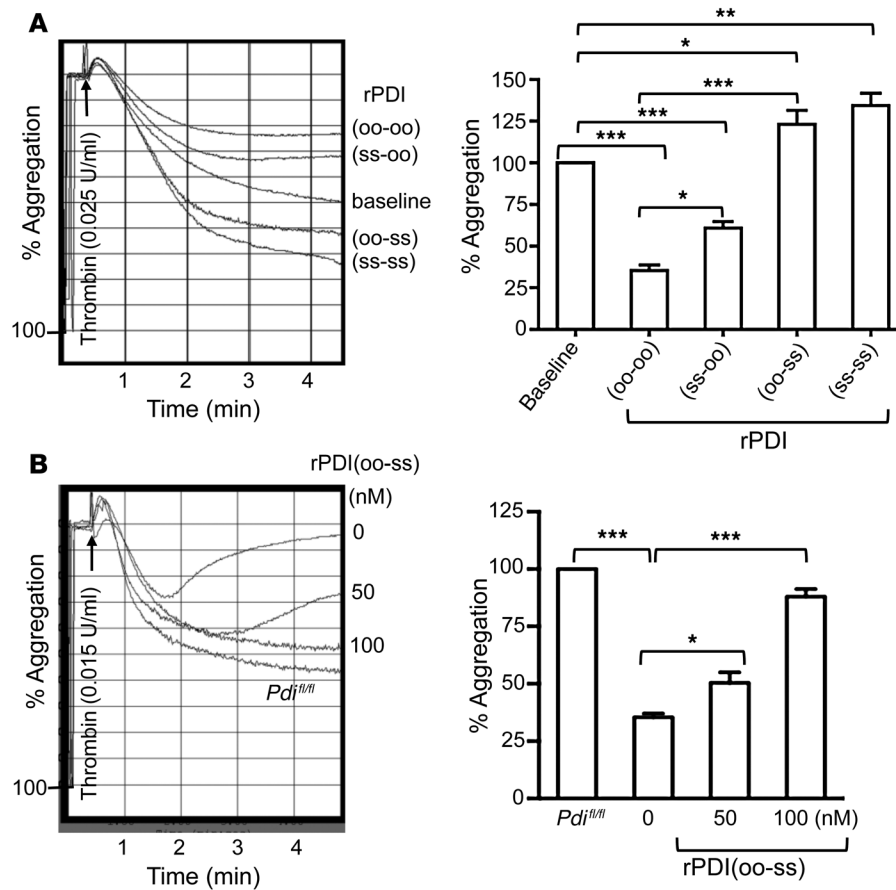 A
% Aggregation
100
Thrombin (0.025 U/ml)
rPDI
(oo-oo)
(ss-oo)
baseline
(oo-ss)
(ss-ss)
1 2 3 4
Time (min)
% Aggregation
150
125
100
75
50
25
0
**
*
***
***
***
*
Baseline
(oo-oo)
(ss-oo)
(oo-ss)
(ss-ss)
rPDI
B
% Aggregation
100
Thrombin (0.015 U/ml)
rPDI(oo-ss)
(nM)
0
50
100
Pdi fl/fl
1 2 3 4
Time (min)
% Aggregation
125
100
75
50
25
0
*** ***
*
Pdi fl/fl 0 50 100 (nM)
rPDI(oo-ss)